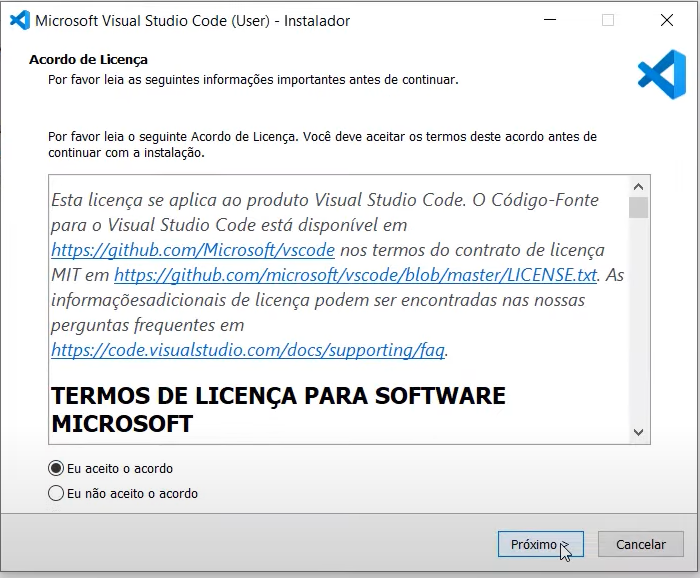 Microsoft Visual Studio Code (User) - Instalador
Acordo de Licença
Por favor leia as seguintes informações importantes antes de continuar.
Por favor leia o seguinte Acordo de Licença. Você deve aceitar os termos deste acordo antes de
continuar com a instalação.
Esta licença se aplica ao produto Visual Studio Code. O Código-Fonte
para o Visual Studio Code está disponível em
https://github.com/Microsoft/vscode nos termos do contrato de licença
MIT em https://github.com/microsoft/vscode/blob/master/LICENSE.txt. As
informaçõesadicionais de licença podem ser encontradas nas nossas
perguntas frequentes em
https://code.visualstudio.com/docs/supporting/faq.
TERMOS DE LICENÇA PARA SOFTWARE
MICROSOFT
Eu aceito o acordo
Eu não aceito o acordo
Próximo >
Cancelar